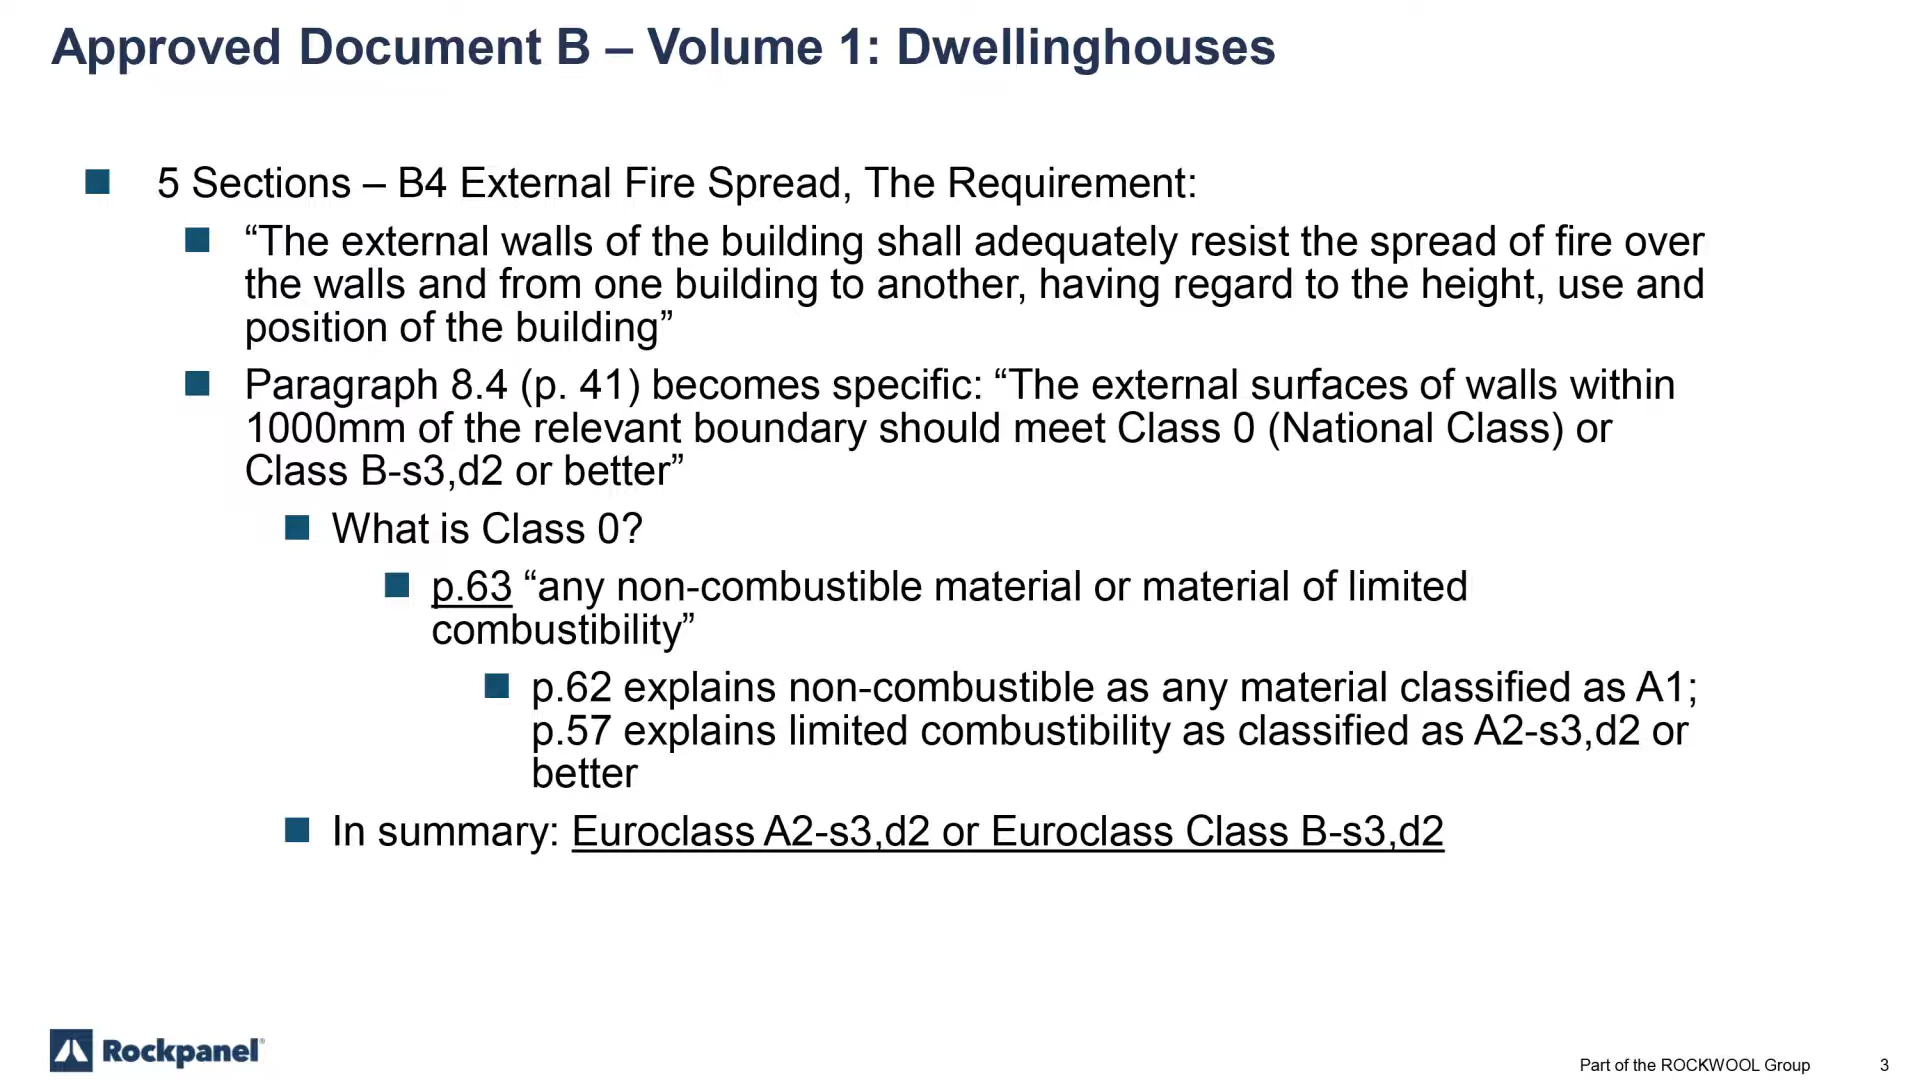 Approved Document B – Volume 1: Dwellinghouses
5 Sections – B4 External Fire Spread, The Requirement:
“The external walls of the building shall adequately resist the spread of fire over
the walls and from one building to another, having regard to the height, use and
position of the building”
Paragraph 8.4 (p. 41) becomes specific: “The external surfaces of walls within
1000mm of the relevant boundary should meet Class 0 (National Class) or
Class B-s3,d2 or better”
What is Class 0?
p.63 “any non-combustible material or material of limited
combustibility”
p.62 explains non-combustible as any material classified as A1;
p.57 explains limited combustibility as classified as A2-s3,d2 or
better
In summary: Euroclass A2-s3,d2 or Euroclass Class B-s3,d2
Rockpanel®
Part of the ROCKWOOL Group 3